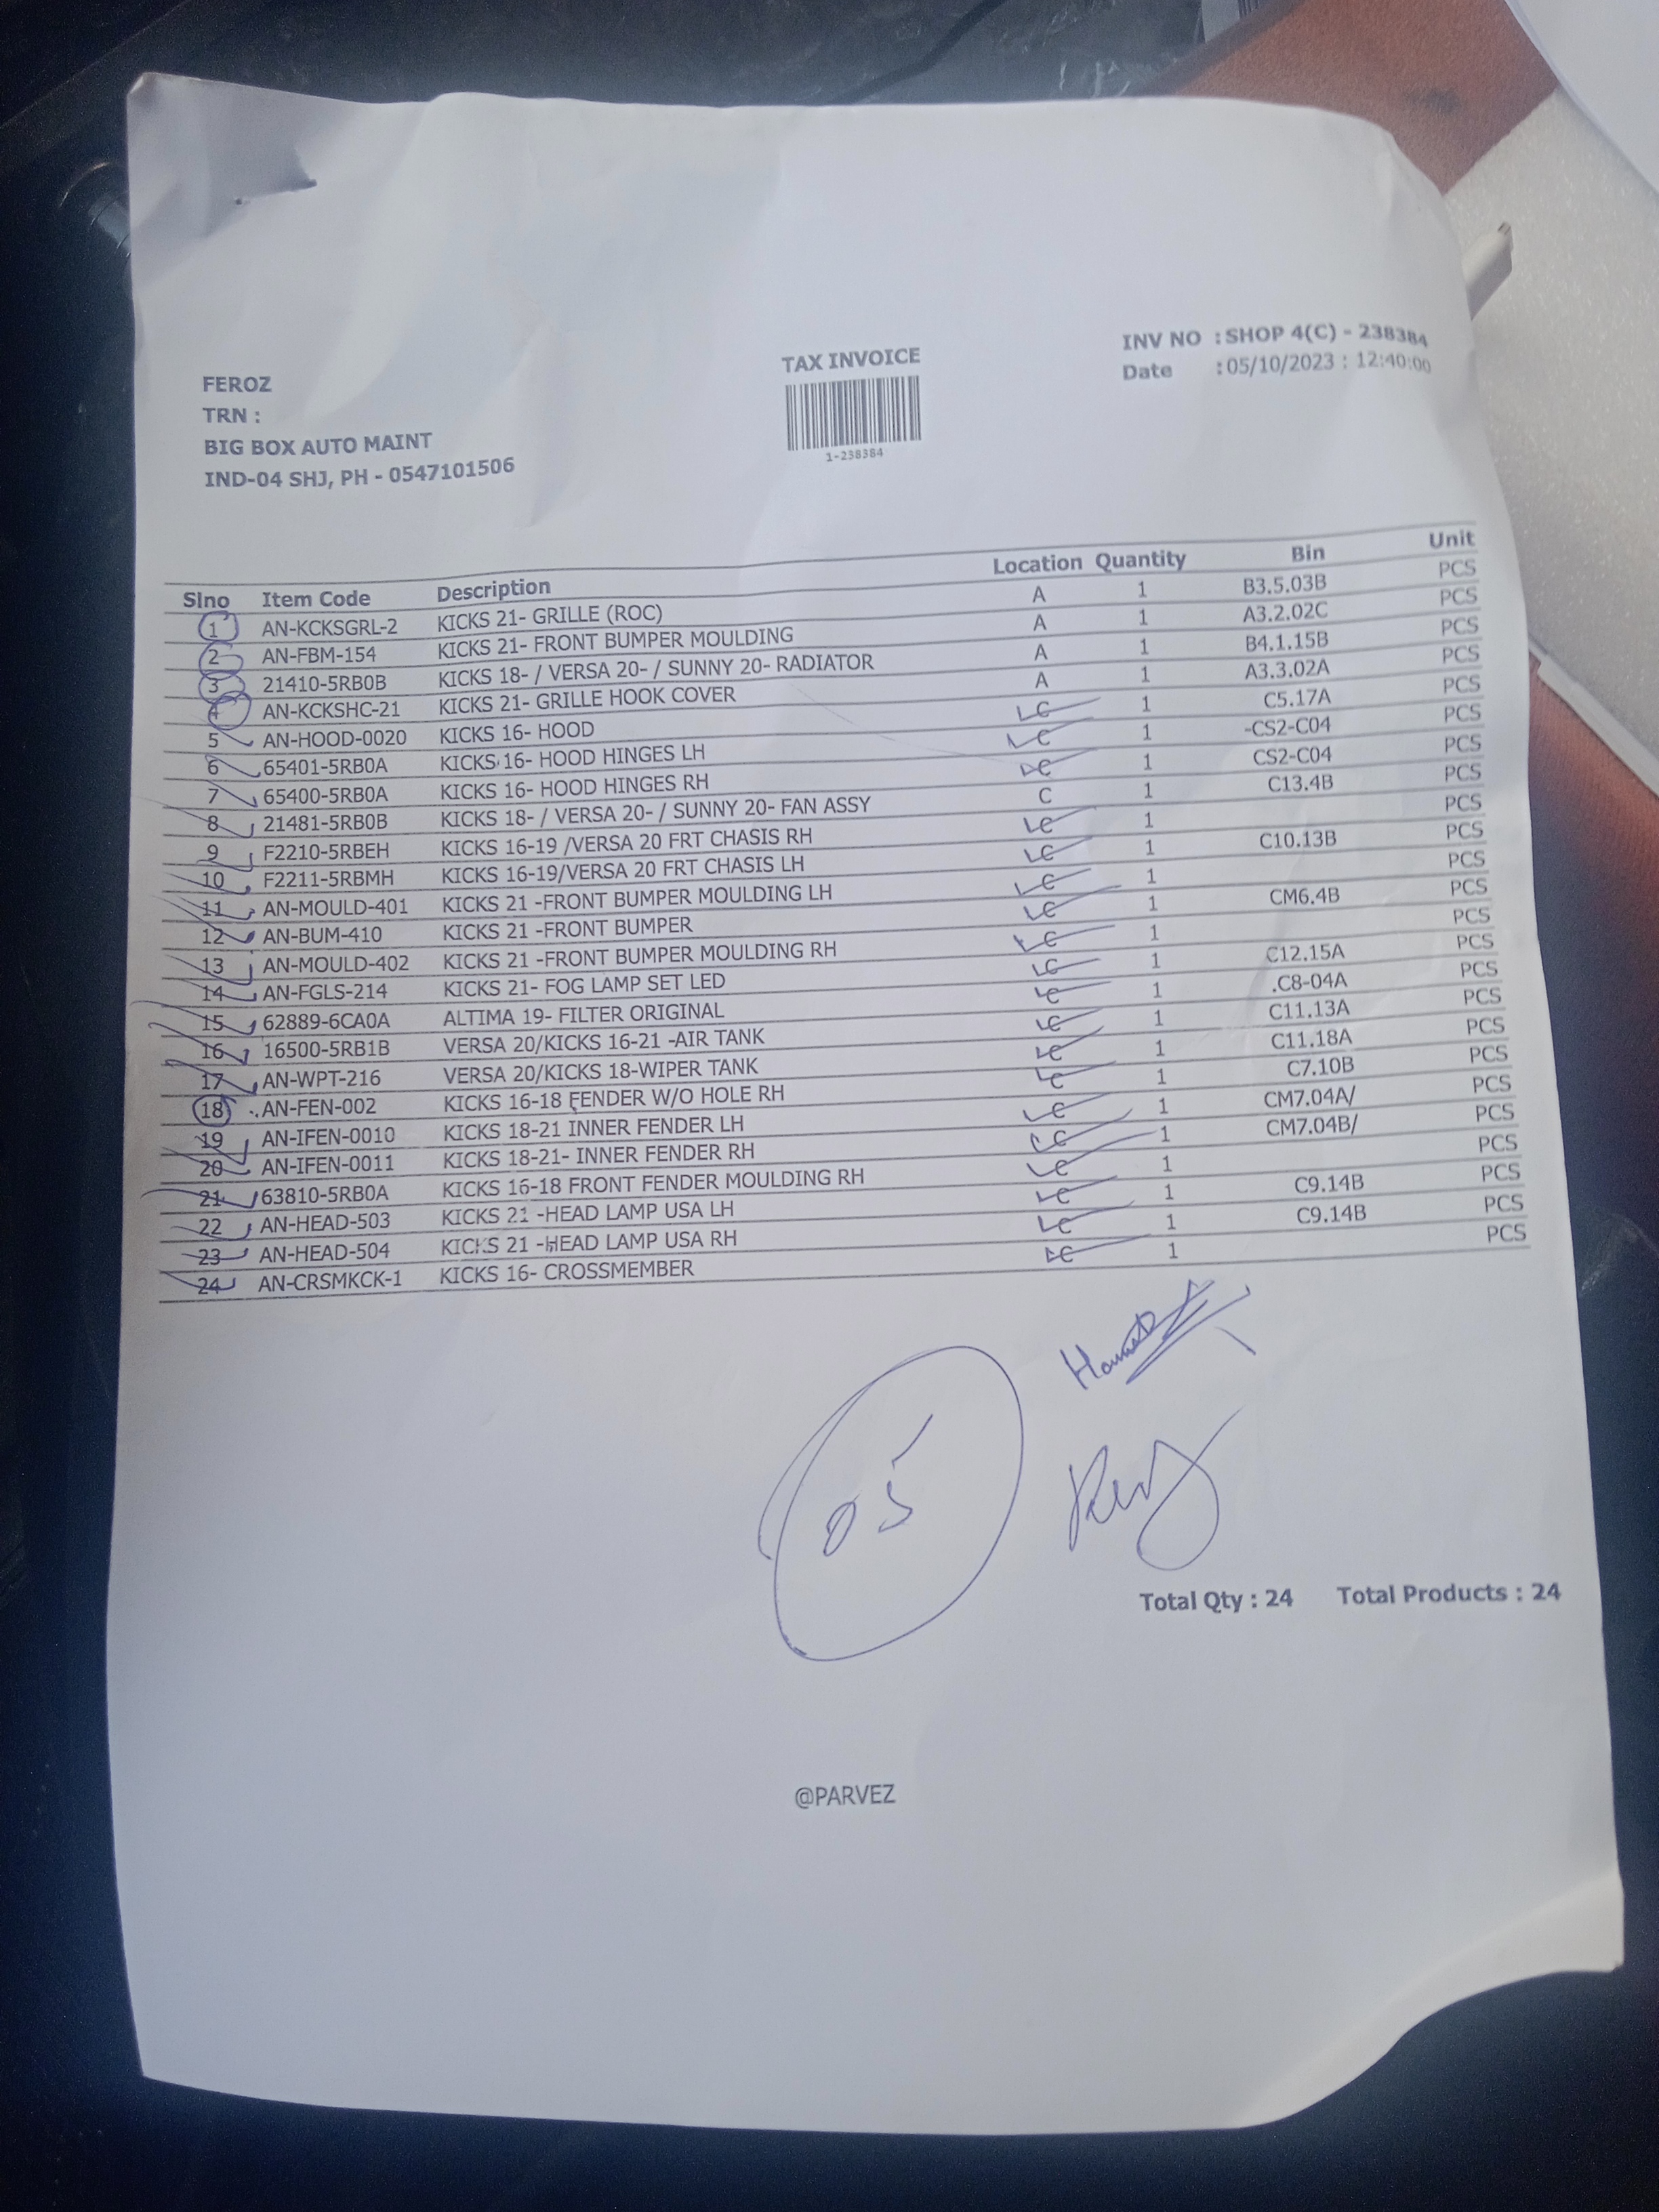 INV NO : SHOP 4(C) - 238384
TAX INVOICE
Date : 05/10/2023 : 12:40:00
FEROZ
TRN :
BIG BOX AUTO MAINT
1-238384
IND-04 SHJ, PH - 0547101506
Slno Item Code Description Location Quantity Bin Unit
1 AN-KCKSGRL-2 KICKS 21- GRILLE (ROC) A 1 B3.5.03B PCS
2 AN-FBM-154 KICKS 21- FRONT BUMPER MOULDING A 1 A3.2.02C PCS
3 21410-5RB0B KICKS 18- / VERSA 20- / SUNNY 20- RADIATOR A 1 B4.1.15B PCS
4 AN-KCKSHC-21 KICKS 21- GRILLE HOOK COVER A 1 A3.3.02A PCS
5 AN-HOOD-0020 KICKS 16- HOOD C 1 C5.17A PCS
6 65401-5RB0A KICKS 16- HOOD HINGES LH C 1 -CS2-C04 PCS
7 65400-5RB0A KICKS 16- HOOD HINGES RH C 1 CS2-C04 PCS
8 21481-5RB0B KICKS 18- / VERSA 20- / SUNNY 20- FAN ASSY C 1 C13.4B PCS
9 F2210-5RBEH KICKS 16-19 /VERSA 20 FRT CHASIS RH C 1 PCS
10 F2211-5RBMH KICKS 16-19/VERSA 20 FRT CHASIS LH C 1 C10.13B PCS
11 AN-MOULD-401 KICKS 21 -FRONT BUMPER MOULDING LH C 1 PCS
12 AN-BUM-410 KICKS 21 -FRONT BUMPER C 1 CM6.4B PCS
13 AN-MOULD-402 KICKS 21 -FRONT BUMPER MOULDING RH C 1 PCS
14 AN-FGLS-214 KICKS 21- FOG LAMP SET LED C 1 C12.15A PCS
15 62889-6CA0A ALTIMA 19- FILTER ORIGINAL C 1 .C8-04A PCS
16 16500-5RB1B VERSA 20/KICKS 16-21 -AIR TANK C 1 C11.13A PCS
17 AN-WPT-216 VERSA 20/KICKS 18-WIPER TANK C 1 C11.18A PCS
18 AN-FEN-002 KICKS 16-18 FENDER W/O HOLE RH C 1 C7.10B PCS
19 AN-IFEN-0010 KICKS 18-21 INNER FENDER LH C 1 CM7.04A/ PCS
20 AN-IFEN-0011 KICKS 18-21- INNER FENDER RH C 1 CM7.04B/ PCS
21 63810-5RB0A KICKS 16-18 FRONT FENDER MOULDING RH C 1 PCS
22 AN-HEAD-503 KICKS 21 -HEAD LAMP USA LH C 1 C9.14B PCS
23 AN-HEAD-504 KICKS 21 -HEAD LAMP USA RH C 1 C9.14B PCS
24 AN-CRSMKCK-1 KICKS 16- CROSSMEMBER C 1 PCS
05
Total Qty : 24 Total Products : 24
@PARVEZ